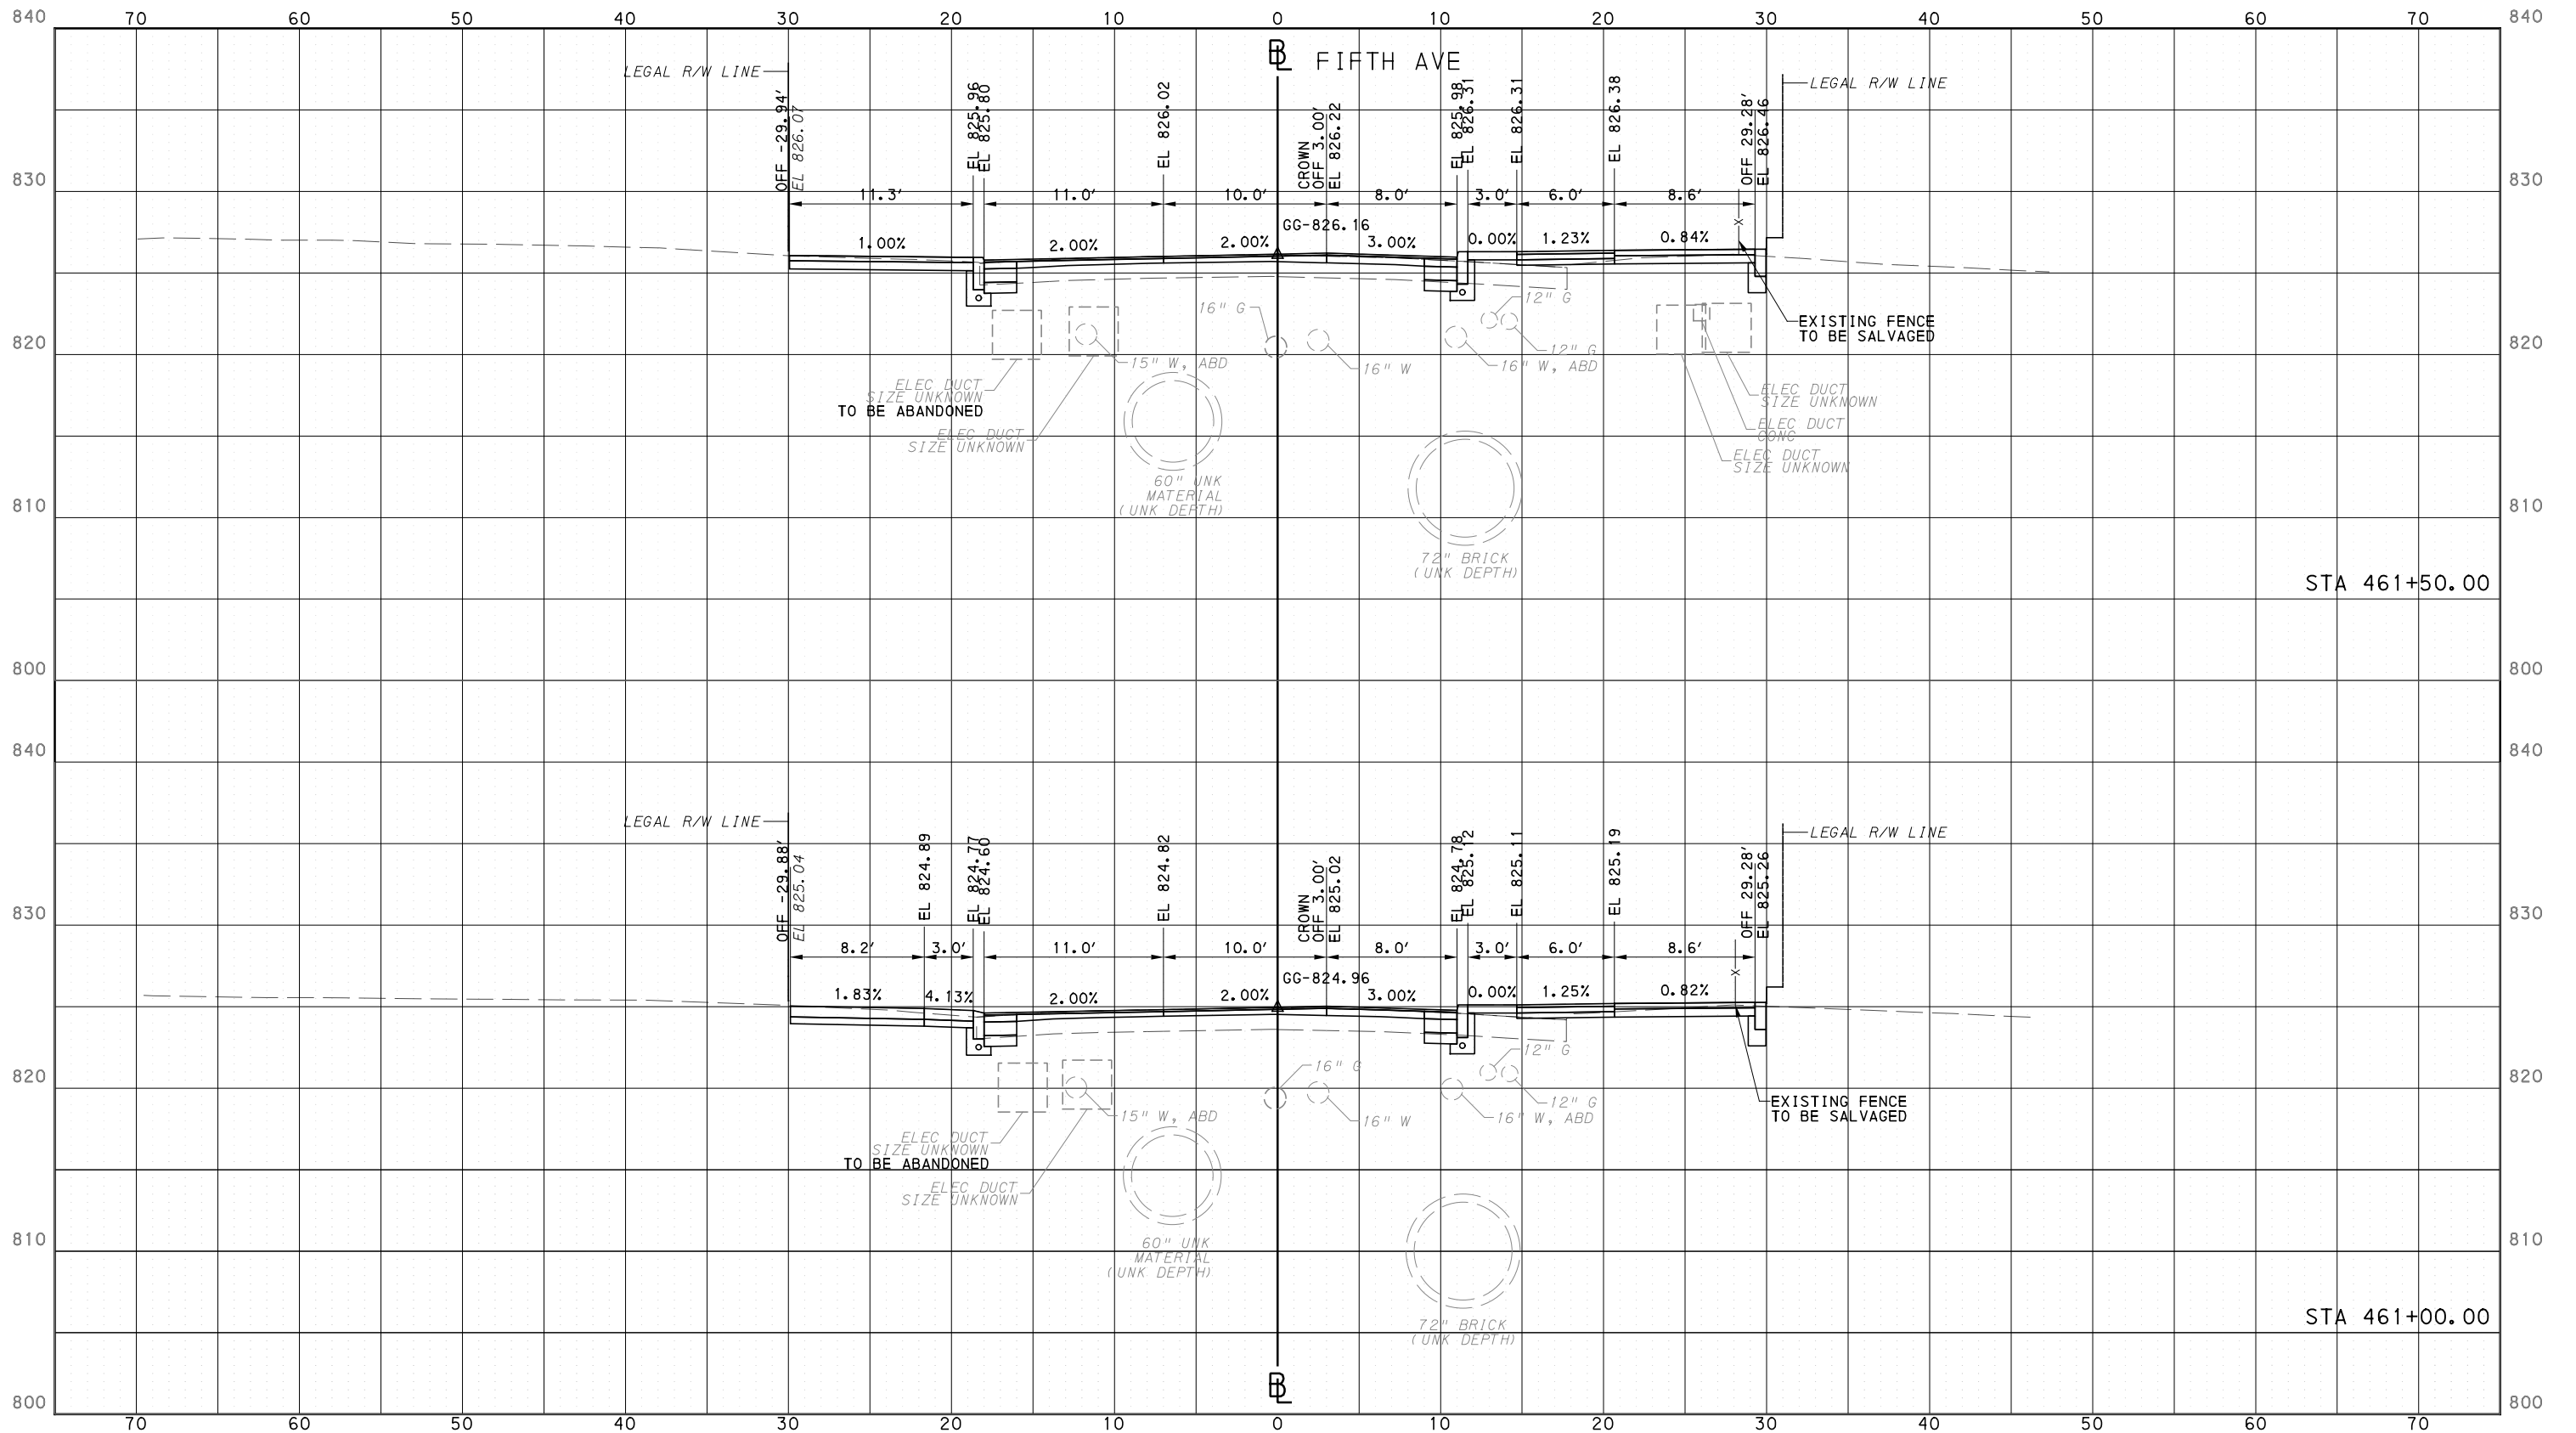 840 70 60 50 40 30 20 10 0 10 20 30 40 50 60 70 840
BL FIFTH AVE
LEGAL R/W LINE
LEGAL R/W LINE
OFF -29.94'
EL 826.07
EL 825.96
EL 825.80
EL 826.02
CROWN
OFF 3.00'
EL 826.22
EL 825.98
EL 826.31
EL 826.31
EL 826.38
OFF 29.28'
EL 826.46
830 830
11.3' 11.0' 10.0' 8.0' 3.0' 6.0' 8.6'
GG-826.16
1.00% 2.00% 2.00% 3.00% 0.00% 1.23% 0.84%
X
16" G
12" G
EXISTING FENCE
TO BE SALVAGED
820 820
15" W, ABD
16" W
12" G
16" W, ABD
ELEC DUCT
SIZE UNKNOWN
TO BE ABANDONED
ELEC DUCT
SIZE UNKNOWN
ELEC DUCT
SIZE UNKNOWN
ELEC DUCT
CONC
ELEC DUCT
SIZE UNKNOWN
60" UNK
MATERIAL
(UNK DEPTH)
810 810
72" BRICK
(UNK DEPTH)
STA 461+50.00
800 800
840 840
LEGAL R/W LINE
LEGAL R/W LINE
OFF -29.88'
EL 825.04
EL 824.89
EL 824.77
EL 824.60
EL 824.82
CROWN
OFF 3.00'
EL 825.02
EL 824.78
EL 825.12
EL 825.11
EL 825.19
OFF 29.28'
EL 825.26
830 830
8.2' 3.0' 11.0' 10.0' 8.0' 3.0' 6.0' 8.6'
GG-824.96
1.83% 4.13% 2.00% 2.00% 3.00% 0.00% 1.25% 0.82%
X
16" G
12" G
820 820
15" W, ABD
16" W
12" G
16" W, ABD
EXISTING FENCE
TO BE SALVAGED
ELEC DUCT
SIZE UNKNOWN
TO BE ABANDONED
ELEC DUCT
SIZE UNKNOWN
60" UNK
MATERIAL
(UNK DEPTH)
810 810
72" BRICK
(UNK DEPTH)
STA 461+00.00
BL
800 70 60 50 40 30 20 10 0 10 20 30 40 50 60 70 800